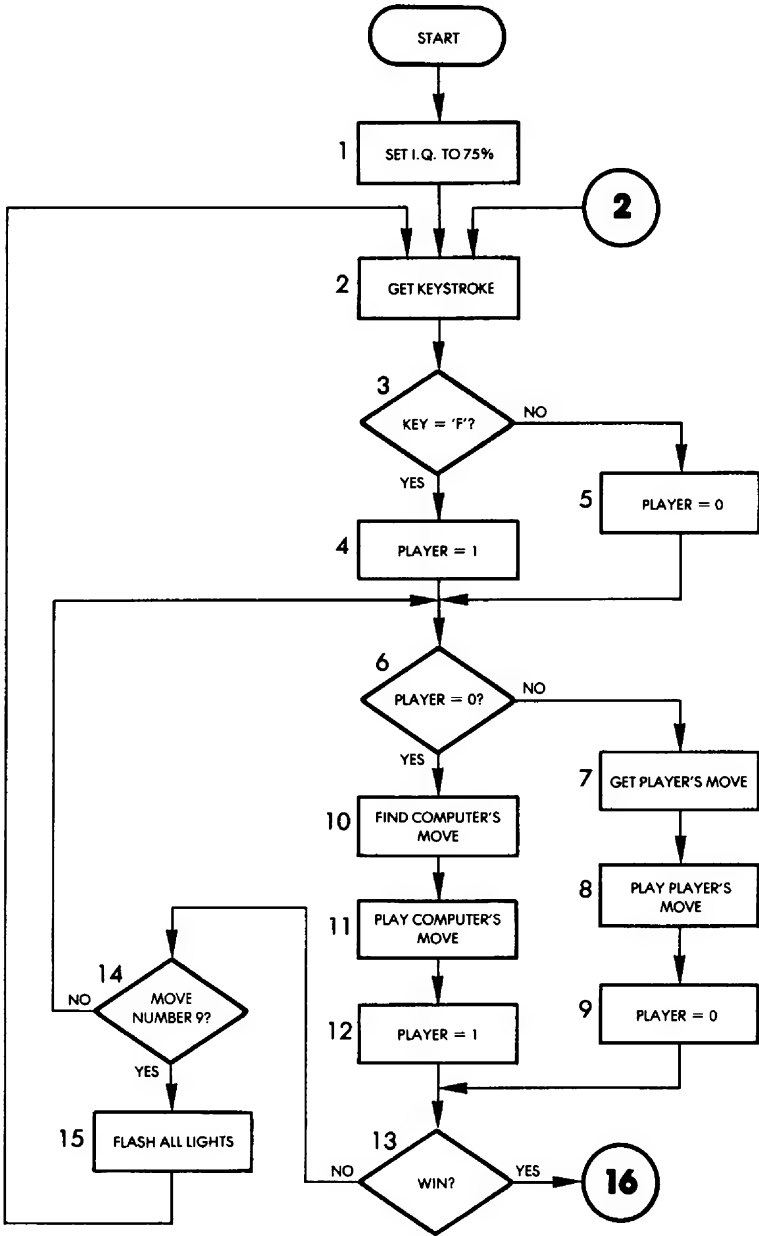 START
1
SET I.Q. TO 75%
2
2
GET KEYSTROKE
3
KEY = 'F'?
NO
YES
5
PLAYER = 0
4
PLAYER = 1
6
PLAYER = 0?
NO
YES
7
GET PLAYER'S MOVE
10
FIND COMPUTER'S
MOVE
8
PLAY PLAYER'S
MOVE
11
PLAY COMPUTER'S
MOVE
14
MOVE
NUMBER 9?
NO
YES
12
PLAYER = 1
9
PLAYER = 0
15
FLASH ALL LIGHTS
13
WIN?
NO
YES
16